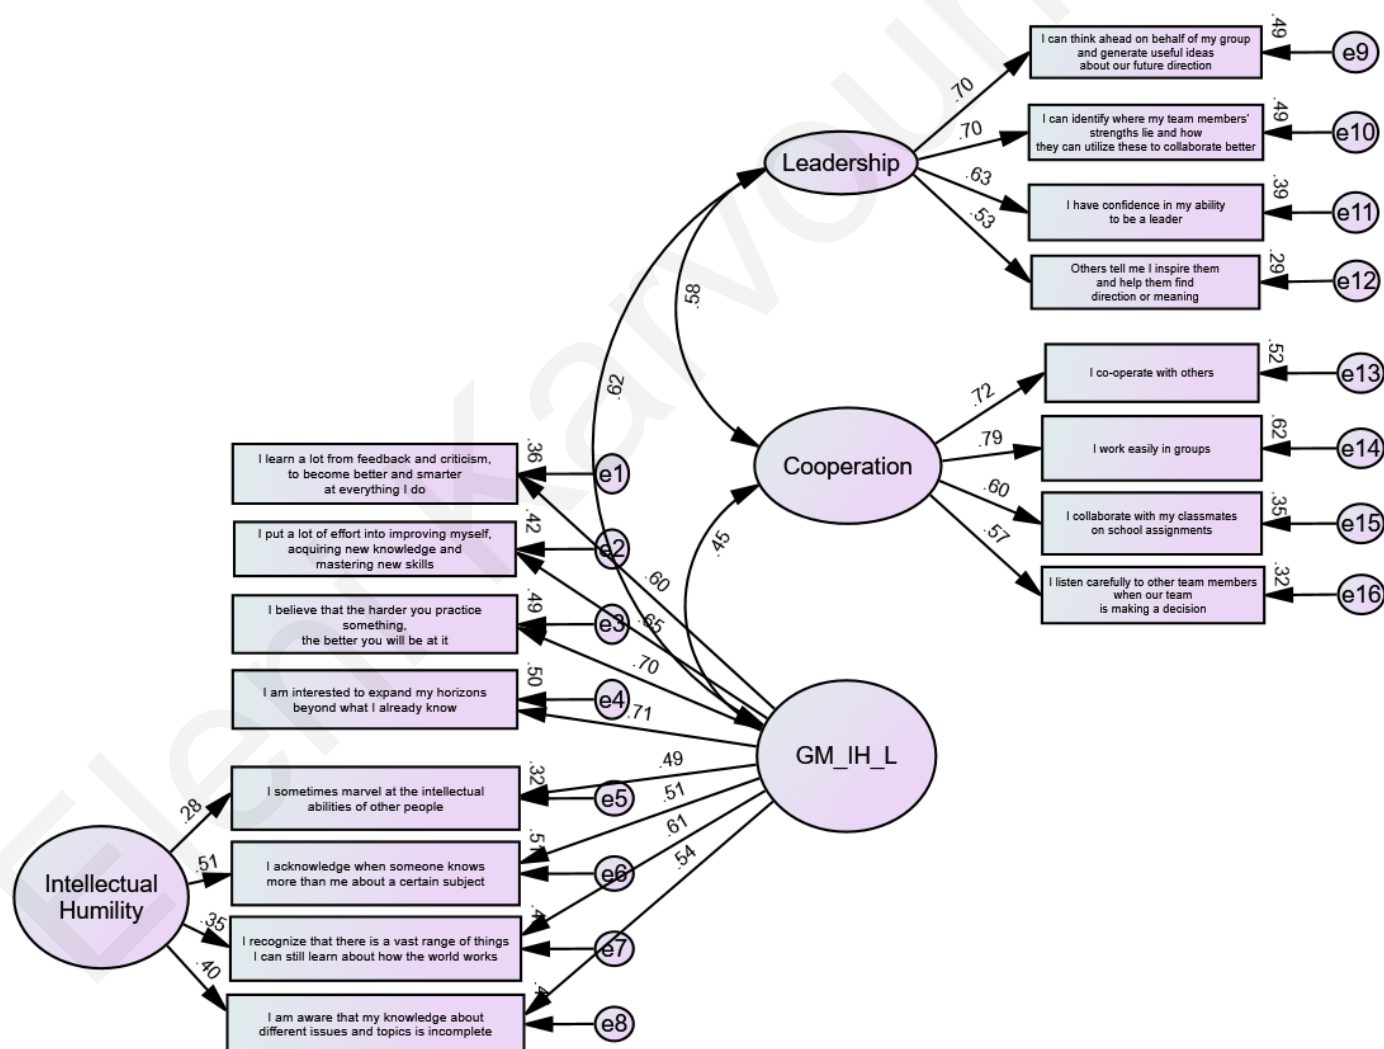 I can think ahead on behalf of my group
and generate useful ideas
about our future direction
.49
e9
.70
I can identify where my team members'
strengths lie and how
they can utilize these to collaborate better
.49
e10
.70
Leadership
I have confidence in my ability
to be a leader
.39
e11
.63
Others tell me I inspire them
and help them find
direction or meaning
.29
e12
.53
.58
.62
I co-operate with others
.52
e13
.72
I work easily in groups
.62
e14
.79
Cooperation
I collaborate with my classmates
on school assignments
.35
e15
.60
I listen carefully to other team members
when our team
is making a decision
.32
e16
.57
.45
I learn a lot from feedback and criticism,
to become better and smarter
at everything I do
.36
e1
.60
I put a lot of effort into improving myself,
acquiring new knowledge and
mastering new skills
.42
e2
.65
I believe that the harder you practice
something,
the better you will be at it
.49
e3
.70
I am interested to expand my horizons
beyond what I already know
.50
e4
.71
GM_IH_L
I sometimes marvel at the intellectual
abilities of other people
.32
e5
.49
.28
I acknowledge when someone knows
more than me about a certain subject
e6
.51
.51
Intellectual
Humility
I recognize that there is a vast range of things
I can still learn about how the world works
e7
.61
.35
I am aware that my knowledge about
different issues and topics is incomplete
e8
.54
.40
Eleni